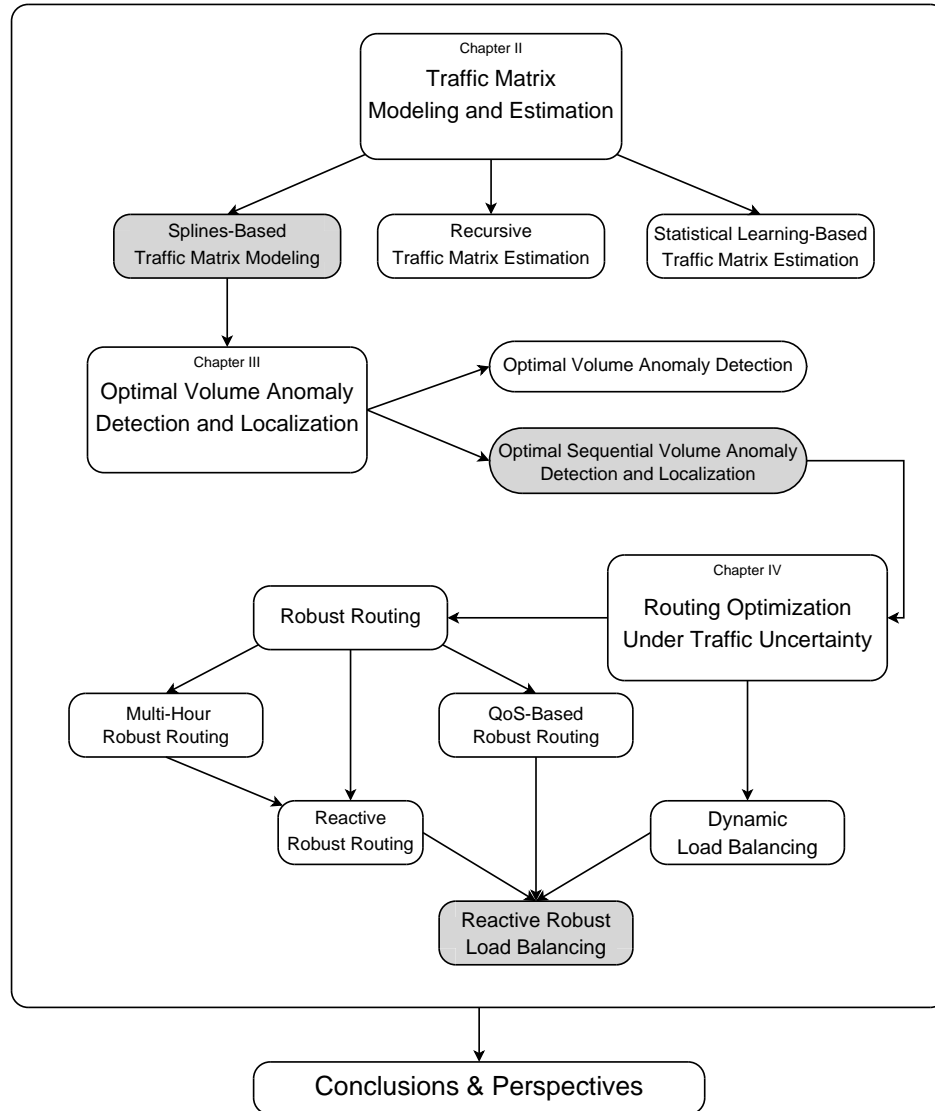 Chapter II
Traffic Matrix
Modeling and Estimation
Splines-Based
Traffic Matrix Modeling
Recursive
Traffic Matrix Estimation
Statistical Learning-Based
Traffic Matrix Estimation
Chapter III
Optimal Volume Anomaly
Detection and Localization
Optimal Volume Anomaly Detection
Optimal Sequential Volume Anomaly
Detection and Localization
Chapter IV
Routing Optimization
Under Traffic Uncertainty
Robust Routing
Multi-Hour
Robust Routing
QoS-Based
Robust Routing
Reactive
Robust Routing
Dynamic
Load Balancing
Reactive Robust
Load Balancing
Conclusions & Perspectives